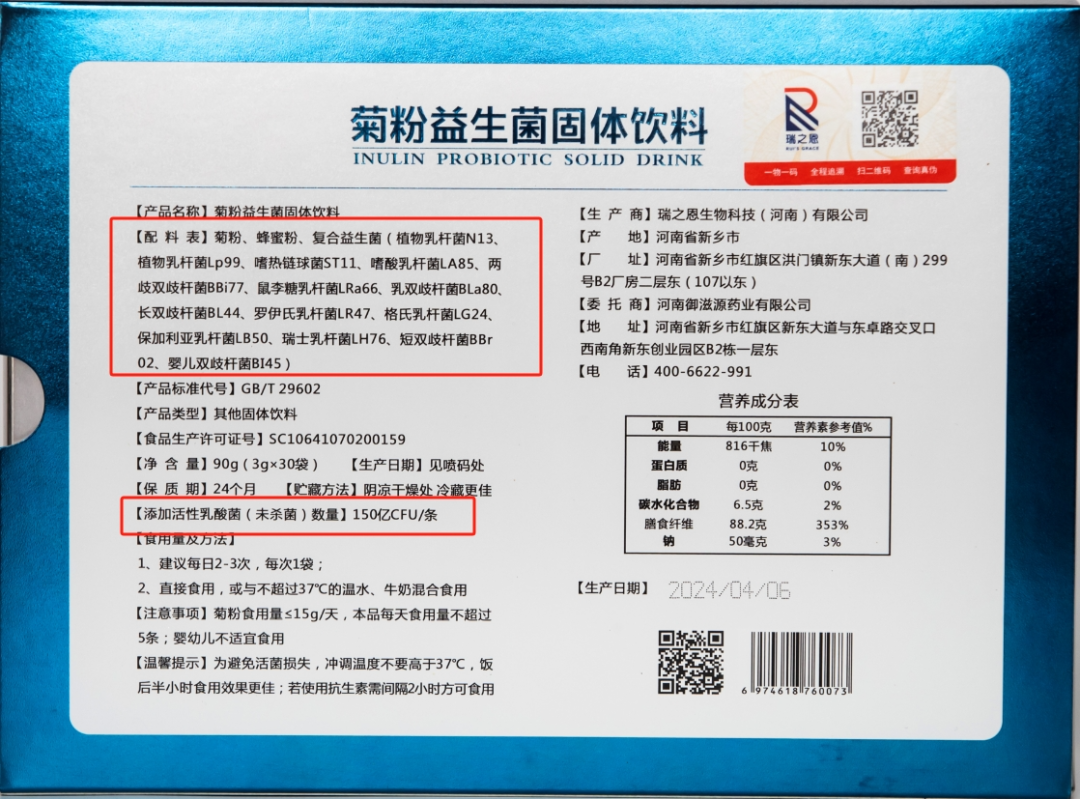 菊粉益生菌固体饮料
INULIN PROBIOTIC SOLID DRINK
瑞之恩
RUI'S GRACE
一物一码 全程追溯 扫二维码 查询真伪
【产品名称】菊粉益生菌固体饮料
【配 料 表】菊粉、蜂蜜粉、复合益生菌（植物乳杆菌N13、
植物乳杆菌Lp99、嗜热链球菌ST11、嗜酸乳杆菌LA85、两
歧双歧杆菌BBi77、鼠李糖乳杆菌LRa66、乳双歧杆菌BLa80、
长双歧杆菌BL44、罗伊氏乳杆菌LR47、格氏乳杆菌LG24、
保加利亚乳杆菌LB50、瑞士乳杆菌LH76、短双歧杆菌BBr
02、婴儿双歧杆菌BI45）
【产品标准代号】GB/T 29602
【产品类型】其他固体饮料
【食品生产许可证号】SC10641070200159
【净 含 量】90g（3g×30袋） 【生产日期】见喷码处
【保 质 期】24个月 【贮藏方法】阴凉干燥处 冷藏更佳
【添加活性乳酸菌（未杀菌）数量】150亿CFU/条
【食用量及方法】
1、建议每日2-3次，每次1袋；
2、直接食用，或与不超过37℃的温水、牛奶混合食用
【注意事项】菊粉食用量≤15g/天，本品每天食用量不超过
5条；婴幼儿不适宜食用
【温馨提示】为避免活菌损失，冲调温度不要高于37℃，饭
后半小时食用效果更佳；若使用抗生素需间隔2小时方可食用
【生 产 商】瑞之恩生物科技（河南）有限公司
【产 地】河南省新乡市
【厂 址】河南省新乡市红旗区洪门镇新东大道（南）299
号B2厂房二层东（107以东）
【委 托 商】河南御滋源药业有限公司
【地 址】河南省新乡市红旗区新东大道与东卓路交叉口
西南角新东创业园区B2栋一层东
【电 话】400-6622-991
营养成分表
项 目 每100克 营养素参考值%
能量 816千焦 10%
蛋白质 0克 0%
脂肪 0克 0%
碳水化合物 6.5克 2%
膳食纤维 88.2克 353%
钠 50毫克 3%
【生产日期】 2024/04/06
6 974618 760073